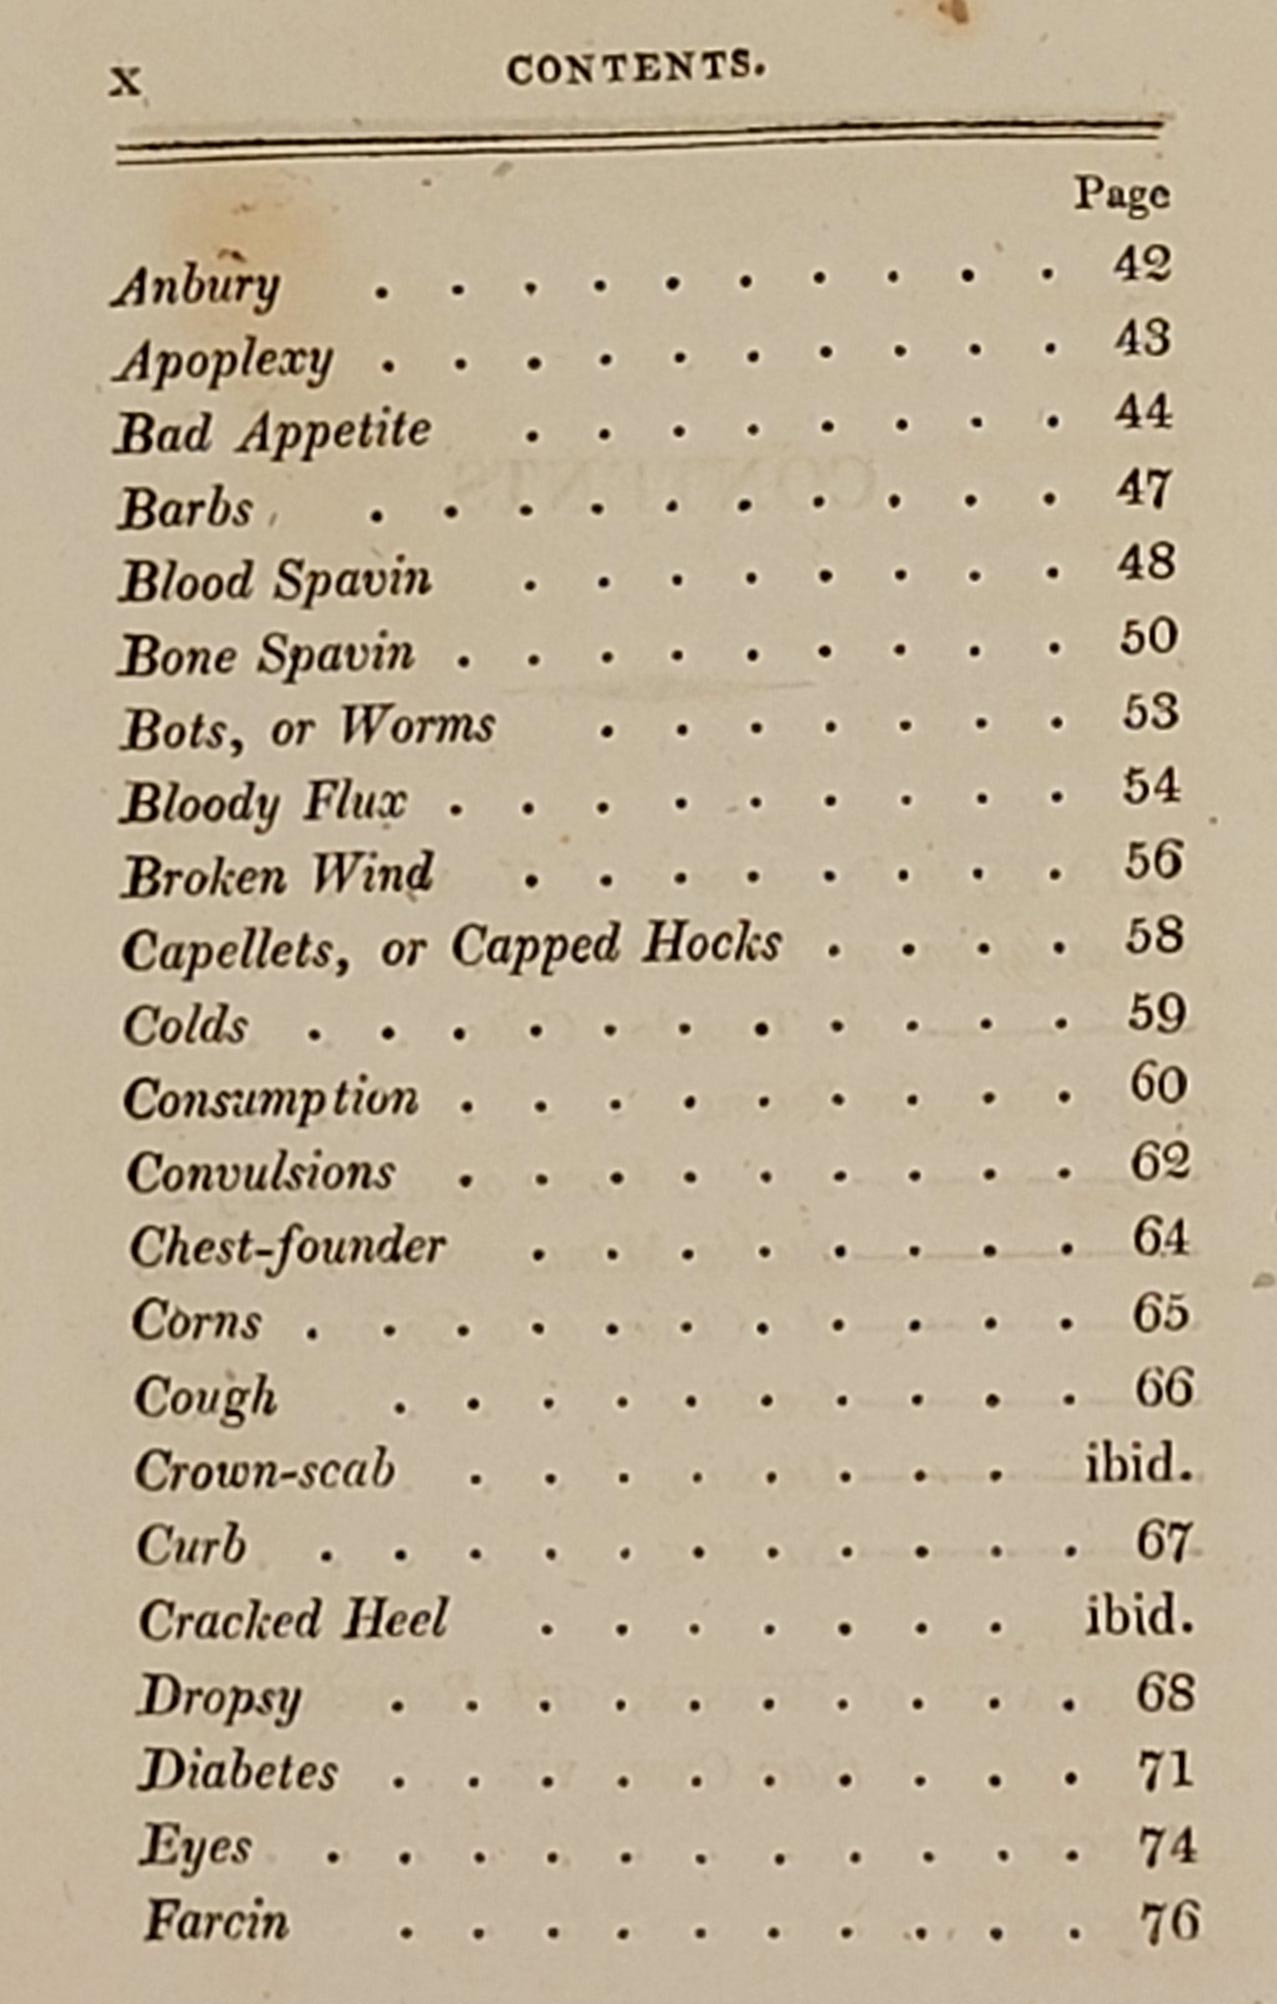 x CONTENTS.
Page
Anbury . . . . . . . . . . 42
Apoplexy . . . . . . . . . . 43
Bad Appetite . . . . . . . . 44
Barbs . . . . . . . . . . 47
Blood Spavin . . . . . . . . 48
Bone Spavin . . . . . . . . . 50
Bots, or Worms . . . . . . . 53
Bloody Flux . . . . . . . . . 54
Broken Wind . . . . . . . . 56
Capellets, or Capped Hocks . . . . 58
Colds . . . . . . . . . . . 59
Consumption . . . . . . . . . 60
Convulsions . . . . . . . . . 62
Chest-founder . . . . . . . . 64
Corns . . . . . . . . . . . 65
Cough . . . . . . . . . . 66
Crown-scab . . . . . . . . ibid.
Curb . . . . . . . . . . . 67
Cracked Heel . . . . . . . ibid.
Dropsy . . . . . . . . . . 68
Diabetes . . . . . . . . . . 71
Eyes . . . . . . . . . . . 74
Farcin . . . . . . . . . . 76